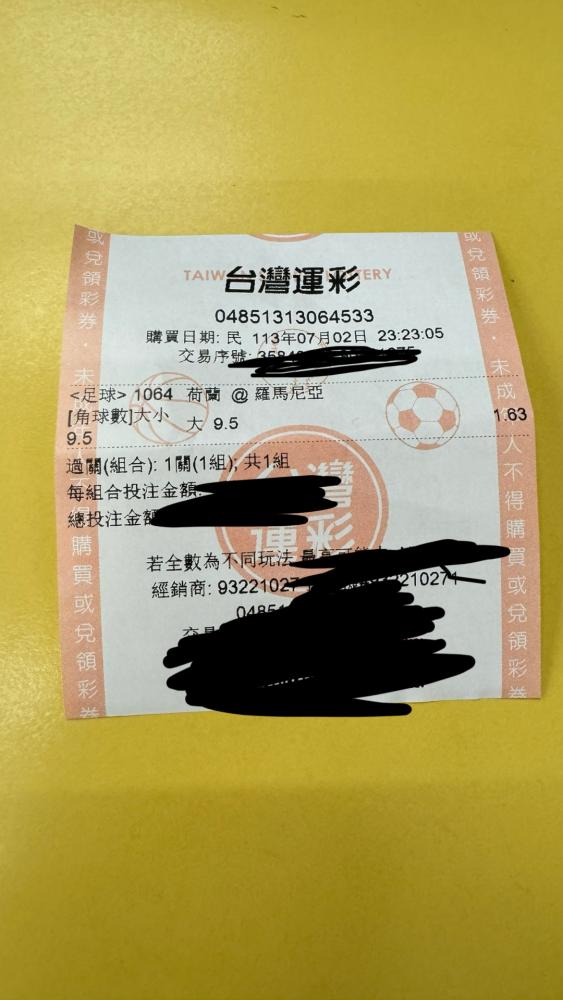 台灣運彩
04851313064533
購買日期: 民 113年07月02日 23:23:05
交易序號:
<足球> 1064 荷蘭 @ 羅馬尼亞
[角球數]大小 9.5 大 9.5 1.63
過關(組合): 1關(1組); 共1組
每組合投注金額:
總投注金額
若全數為不同玩法
經銷商: 93221027
0485
或兌領彩券・未
不得購買或兌領彩券
或兌領彩券・未成
人不得購買或兌領彩券